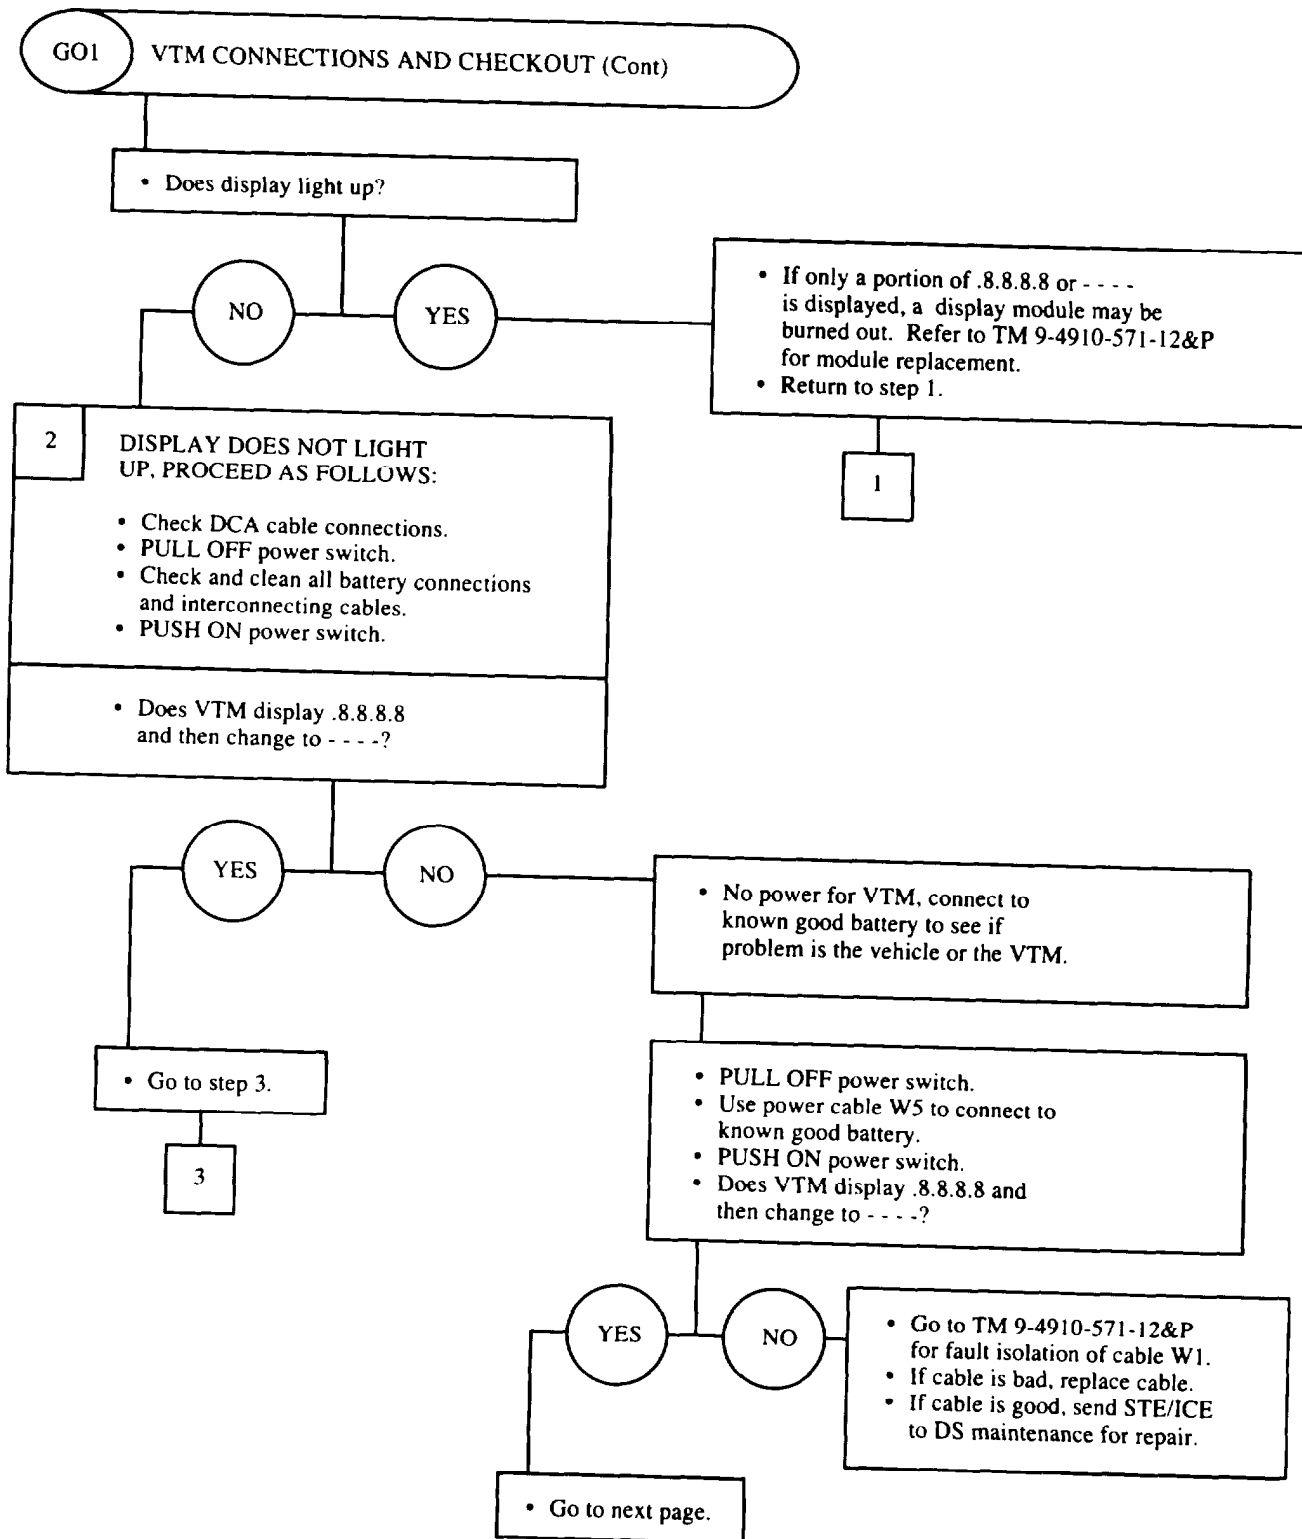 GO1 VTM CONNECTIONS AND CHECKOUT (Cont)
• Does display light up?
NO
YES
• If only a portion of .8.8.8.8 or - - - -
is displayed, a display module may be
burned out. Refer to TM 9-4910-571-12&P
for module replacement.
• Return to step 1.
1
2
DISPLAY DOES NOT LIGHT
UP, PROCEED AS FOLLOWS:
• Check DCA cable connections.
• PULL OFF power switch.
• Check and clean all battery connections
and interconnecting cables.
• PUSH ON power switch.
• Does VTM display .8.8.8.8
and then change to - - - -?
YES
NO
• No power for VTM, connect to
known good battery to see if
problem is the vehicle or the VTM.
• Go to step 3.
3
• PULL OFF power switch.
• Use power cable W5 to connect to
known good battery.
• PUSH ON power switch.
• Does VTM display .8.8.8.8 and
then change to - - - -?
YES
NO
• Go to TM 9-4910-571-12&P
for fault isolation of cable W1.
• If cable is bad, replace cable.
• If cable is good, send STE/ICE
to DS maintenance for repair.
• Go to next page.